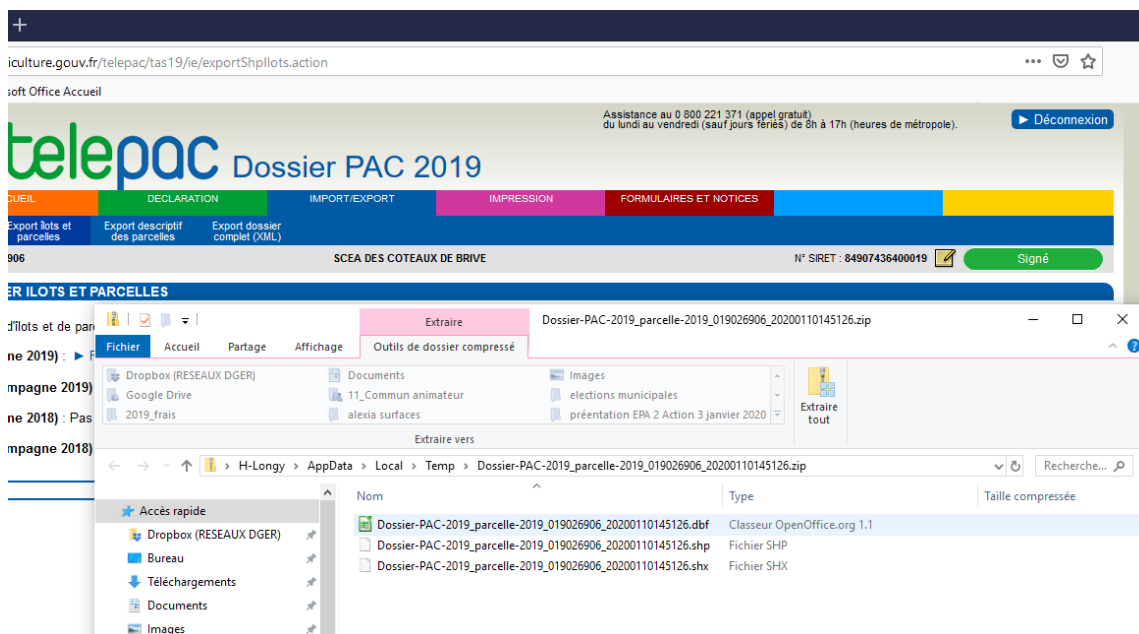 iculture.gouv.fr/telepac/tas19/ie/exportShpIlots.action
soft Office Accueil
Assistance au 0 800 221 371 (appel gratuit)
du lundi au vendredi (sauf jours fériés) de 8h à 17h (heures de métropole).
► Déconnexion
telepac Dossier PAC 2019
CUEIL DECLARATION IMPORT/EXPORT IMPRESSION FORMULAIRES ET NOTICES
Export îlots et parcelles
Export descriptif des parcelles
Export dossier complet (XML)
906 SCEA DES COTEAUX DE BRIVE N° SIRET : 84907436400019 Signé
ER ILOTS ET PARCELLES
d'îlots et de par
ne 2019) : ► F
mpagne 2019)
ne 2018) : Pas
mpagne 2018)
Extraire Dossier-PAC-2019_parcelle-2019_019026906_20200110145126.zip
Fichier Accueil Partage Affichage Outils de dossier compressé
Dropbox (RESEAUX DGER) Documents Images
Google Drive 11_Commun animateur elections municipales
2019_frais alexia surfaces préentation EPA 2 Action 3 janvier 2020
Extraire tout
Extraire vers
H-Longy > AppData > Local > Temp > Dossier-PAC-2019_parcelle-2019_019026906_20200110145126.zip
Recherche...
Nom Type Taille compressée
Accès rapide
Dropbox (RESEAUX DGER)
Bureau
Téléchargements
Documents
Images
Dossier-PAC-2019_parcelle-2019_019026906_20200110145126.dbf Classeur OpenOffice.org 1.1
Dossier-PAC-2019_parcelle-2019_019026906_20200110145126.shp Fichier SHP
Dossier-PAC-2019_parcelle-2019_019026906_20200110145126.shx Fichier SHX